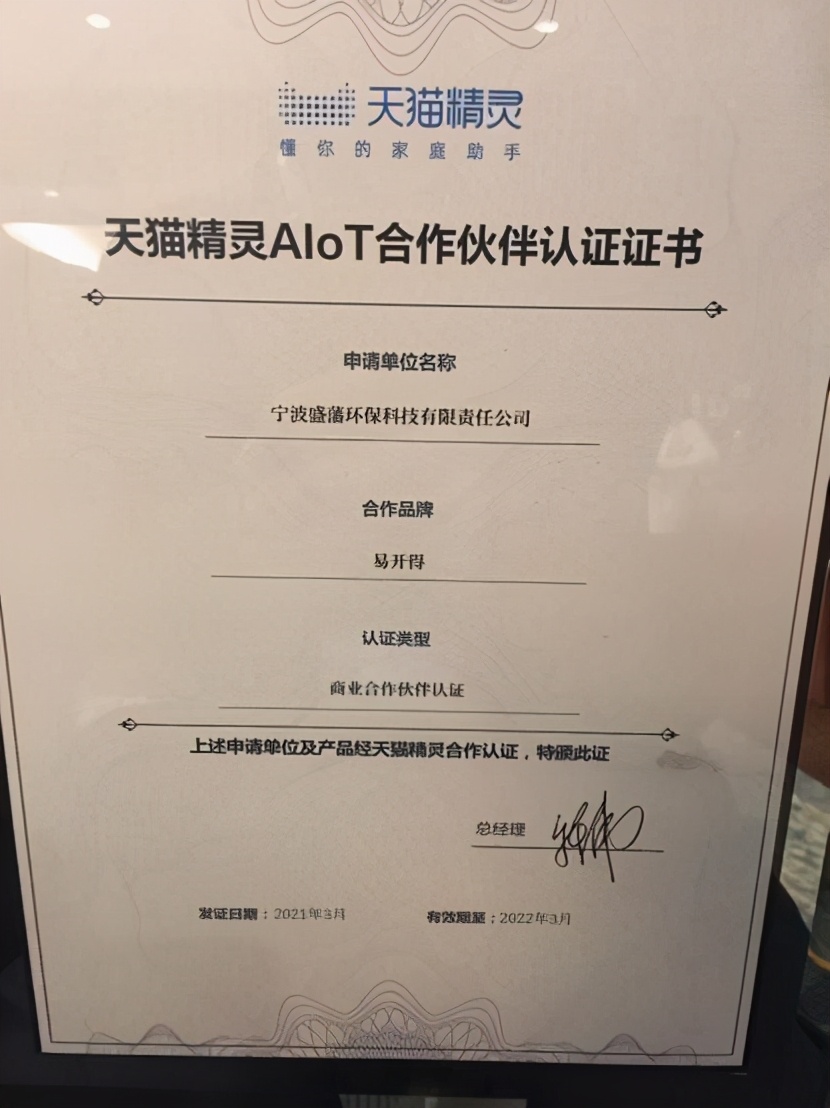 天猫精灵
懂你的家庭助手
天猫精灵AIoT合作伙伴认证证书
申请单位名称
宁波盛藩环保科技有限责任公司
合作品牌
易开得
认证类型
商业合作伙伴认证
上述申请单位及产品经天猫精灵合作认证，特颁此证
总经理
发证日期：2021年3月
有效期至：2022年3月